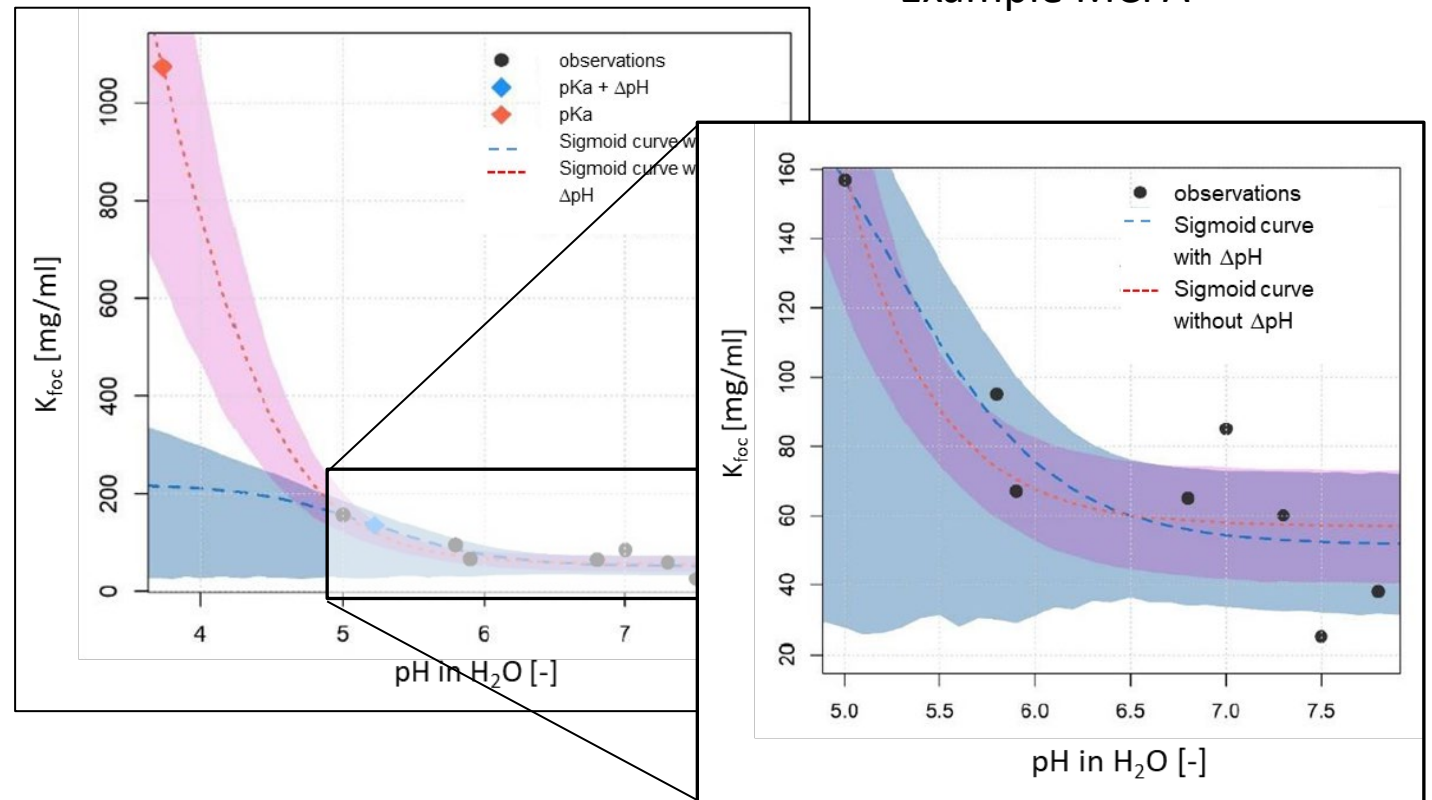 Example MCPA
observations
pKa + ΔpH
pKa
Sigmoid curve w
Sigmoid curve w
ΔpH
1000
800
600
400
200
0
K_foc [mg/ml]
4 5 6 7
pH in H₂O [-]
observations
Sigmoid curve
with ΔpH
Sigmoid curve
without ΔpH
160
140
120
100
80
60
40
20
K_foc [mg/ml]
5.0 5.5 6.0 6.5 7.0 7.5
pH in H₂O [-]